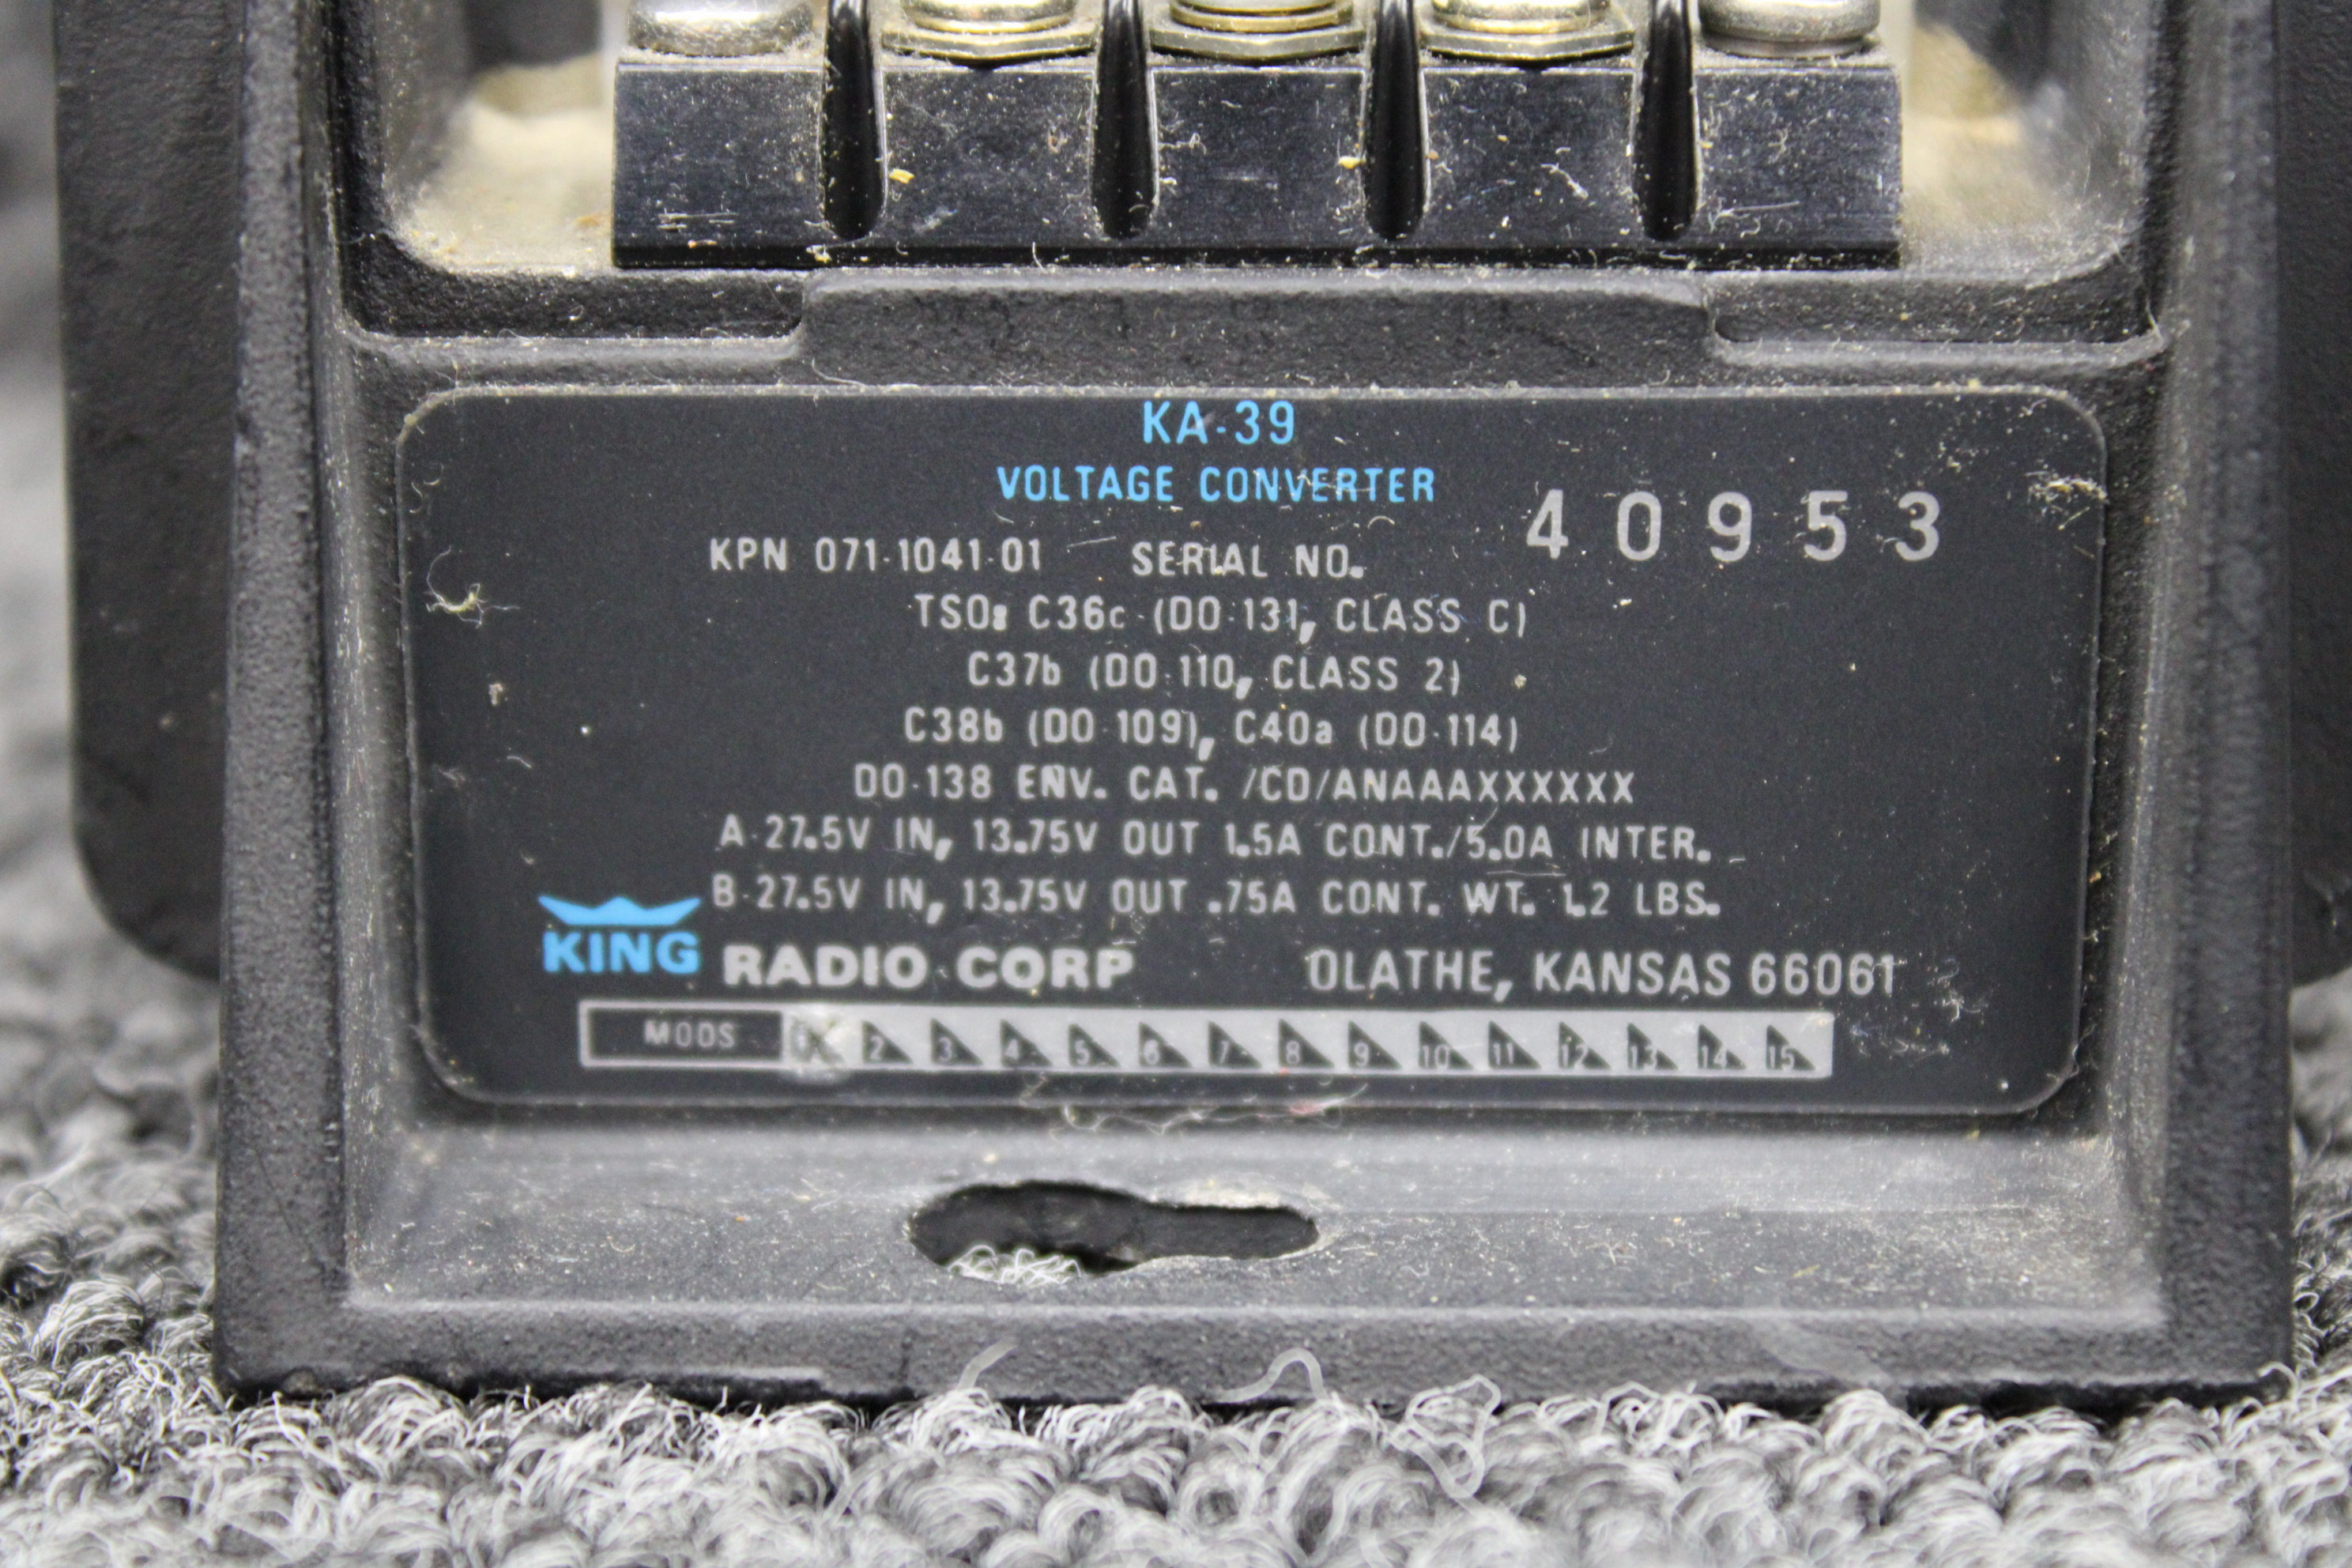 KA-39
VOLTAGE CONVERTER
KPN 071-1041-01 SERIAL NO. 40953
TSO: C36c (DO-131, CLASS C)
C37b (DO-110, CLASS 2)
C38b (DO-109), C40a (DO-114)
DO-138 ENV. CAT. /CD/ANAAAXXXXXX
A-27.5V IN, 13.75V OUT 1.5A CONT./5.0A INTER.
B-27.5V IN, 13.75V OUT .75A CONT. WT. 1.2 LBS.
KING RADIO CORP OLATHE, KANSAS 66061
MODS 2 3 4 5 6 7 8 9 10 11 12 13 14 15